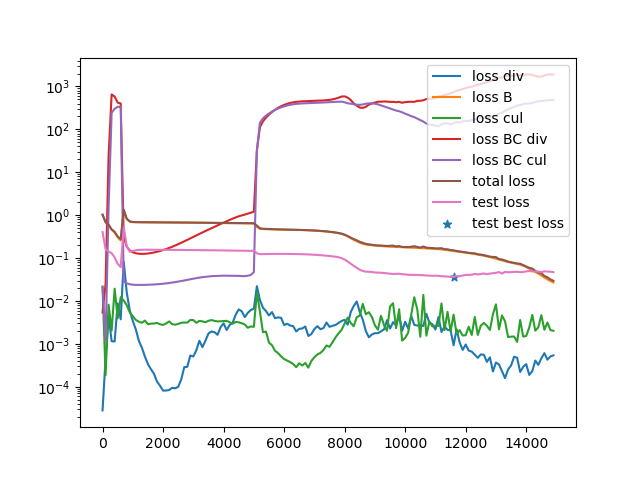 10³
10²
10¹
10⁰
10⁻¹
10⁻²
10⁻³
10⁻⁴
0 2000 4000 6000 8000 10000 12000 14000
loss div
loss B
loss cul
loss BC div
loss BC cul
total loss
test loss
test best loss